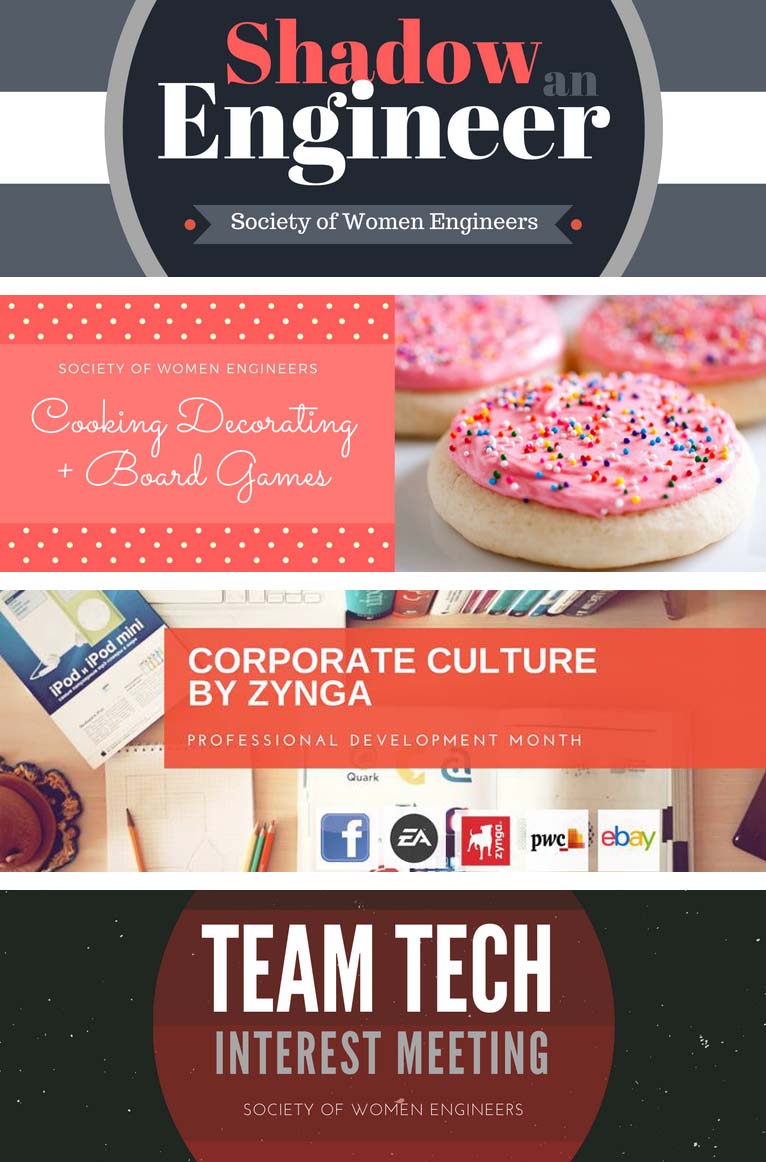 Shadow
an
Engineer
Society of Women Engineers
SOCIETY OF WOMEN ENGINEERS
Cooking Decorating
+ Board Games
iPod и iPod mini
CORPORATE CULTURE
BY ZYNGA
PROFESSIONAL DEVELOPMENT MONTH
Quark
f
EA
zynga
pwc
ebay
TEAM TECH
INTEREST MEETING
SOCIETY OF WOMEN ENGINEERS